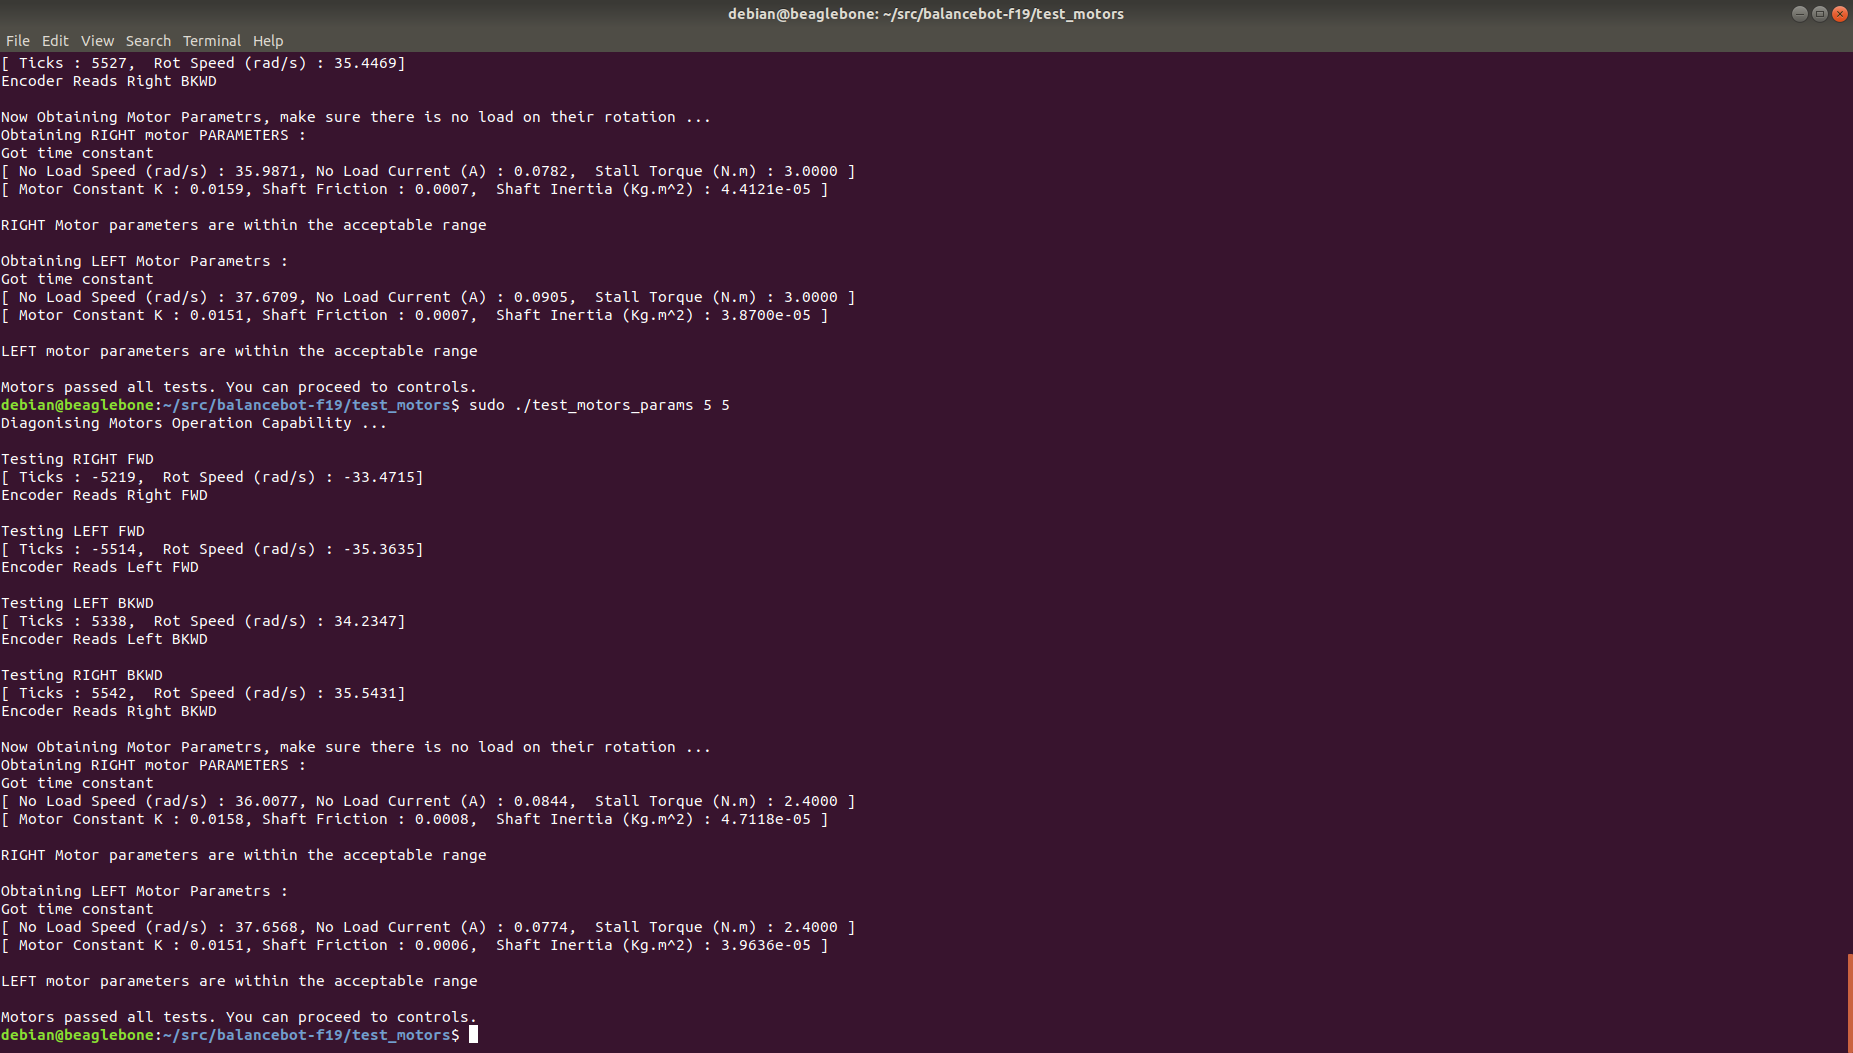 debian@beaglebone: ~/src/balancebot-f19/test_motors
File Edit View Search Terminal Help
[ Ticks : 5527,  Rot Speed (rad/s) : 35.4469]
Encoder Reads Right BKWD
Now Obtaining Motor Parametrs, make sure there is no load on their rotation ...
Obtaining RIGHT motor PARAMETERS :
Got time constant
[ No Load Speed (rad/s) : 35.9871, No Load Current (A) : 0.0782,  Stall Torque (N.m) : 3.0000 ]
[ Motor Constant K : 0.0159, Shaft Friction : 0.0007,  Shaft Inertia (Kg.m^2) : 4.4121e-05 ]
RIGHT Motor parameters are within the acceptable range
Obtaining LEFT Motor Parametrs :
Got time constant
[ No Load Speed (rad/s) : 37.6709, No Load Current (A) : 0.0905,  Stall Torque (N.m) : 3.0000 ]
[ Motor Constant K : 0.0151, Shaft Friction : 0.0007,  Shaft Inertia (Kg.m^2) : 3.8700e-05 ]
LEFT motor parameters are within the acceptable range
Motors passed all tests. You can proceed to controls.
debian@beaglebone:~/src/balancebot-f19/test_motors$ sudo ./test_motors_params 5 5
Diagonising Motors Operation Capability ...
Testing RIGHT FWD
[ Ticks : -5219,  Rot Speed (rad/s) : -33.4715]
Encoder Reads Right FWD
Testing LEFT FWD
[ Ticks : -5514,  Rot Speed (rad/s) : -35.3635]
Encoder Reads Left FWD
Testing LEFT BKWD
[ Ticks : 5338,  Rot Speed (rad/s) : 34.2347]
Encoder Reads Left BKWD
Testing RIGHT BKWD
[ Ticks : 5542,  Rot Speed (rad/s) : 35.5431]
Encoder Reads Right BKWD
Now Obtaining Motor Parametrs, make sure there is no load on their rotation ...
Obtaining RIGHT motor PARAMETERS :
Got time constant
[ No Load Speed (rad/s) : 36.0077, No Load Current (A) : 0.0844,  Stall Torque (N.m) : 2.4000 ]
[ Motor Constant K : 0.0158, Shaft Friction : 0.0008,  Shaft Inertia (Kg.m^2) : 4.7118e-05 ]
RIGHT Motor parameters are within the acceptable range
Obtaining LEFT Motor Parametrs :
Got time constant
[ No Load Speed (rad/s) : 37.6568, No Load Current (A) : 0.0774,  Stall Torque (N.m) : 2.4000 ]
[ Motor Constant K : 0.0151, Shaft Friction : 0.0006,  Shaft Inertia (Kg.m^2) : 3.9636e-05 ]
LEFT motor parameters are within the acceptable range
Motors passed all tests. You can proceed to controls.
debian@beaglebone:~/src/balancebot-f19/test_motors$